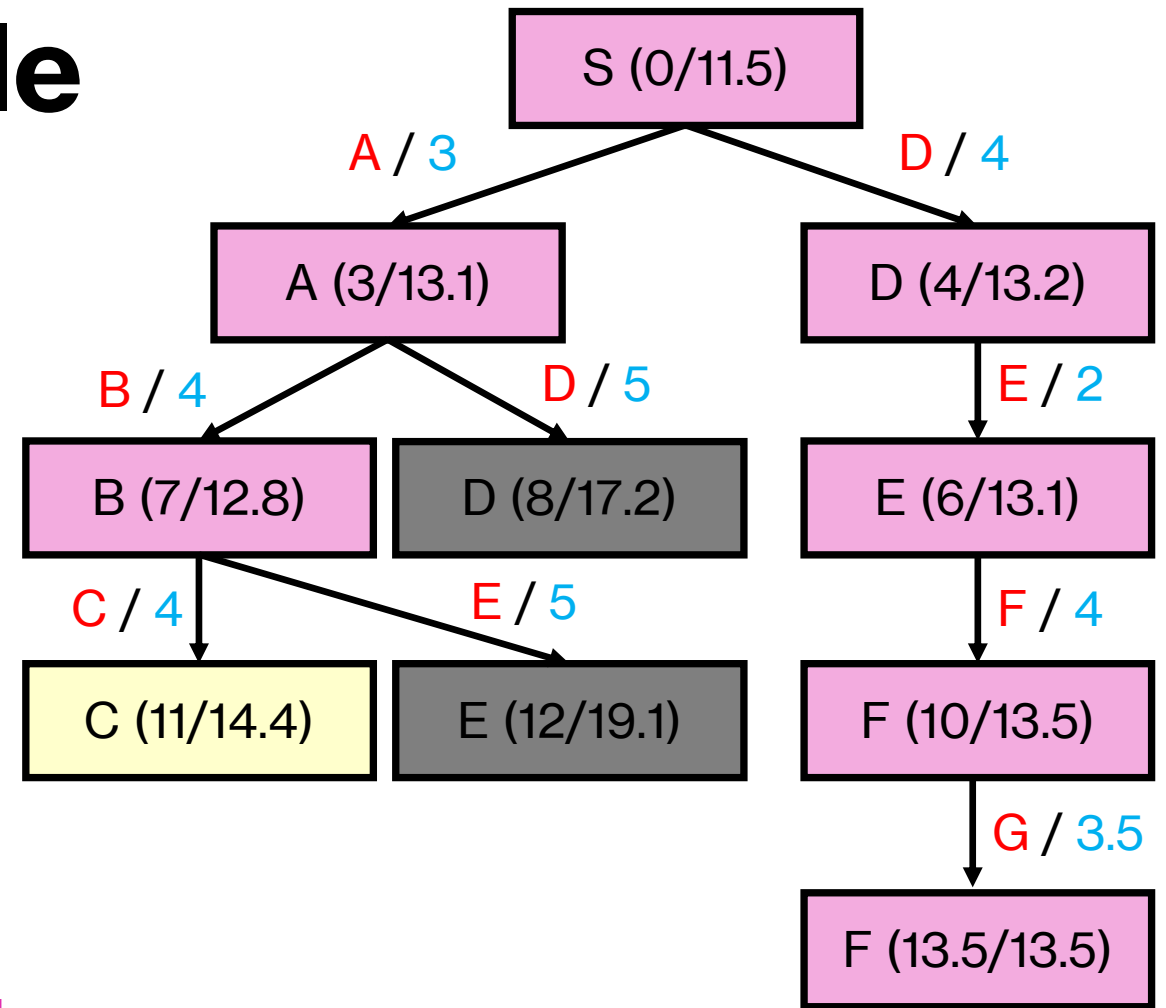 le
S (0/11.5)
A / 3
D / 4
A (3/13.1)
D (4/13.2)
B / 4
D / 5
E / 2
B (7/12.8)
D (8/17.2)
E (6/13.1)
C / 4
E / 5
F / 4
C (11/14.4)
E (12/19.1)
F (10/13.5)
G / 3.5
F (13.5/13.5)